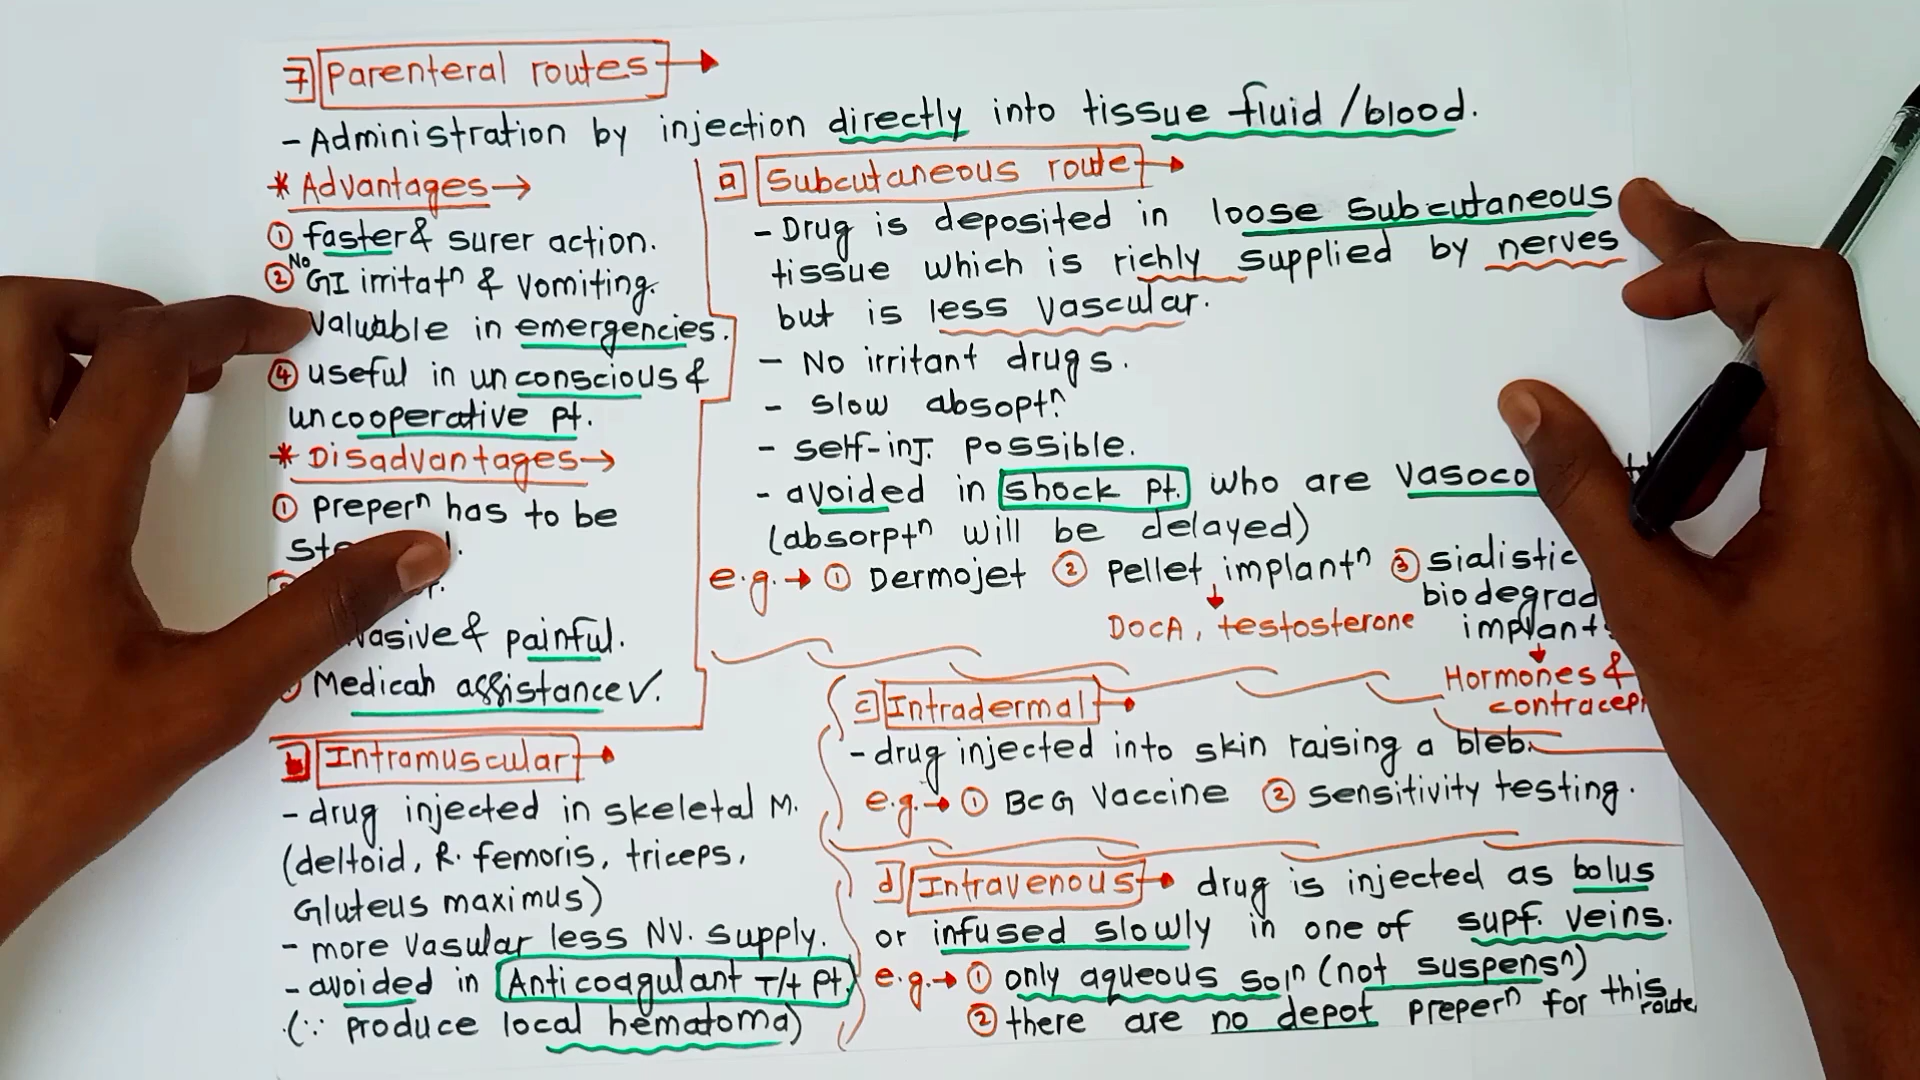 7 Parenteral routes →
- Administration by injection directly into tissue fluid / blood.
* Advantages →
① faster & surer action.
② No GI irritatⁿ & vomiting.
valuable in emergencies.
④ useful in unconscious &
uncooperative pt.
* Disadvantages →
① preperⁿ has to be
& painful.
Medicah assistance ✓.
a Subcutaneous route →
- Drug is deposited in loose subcutaneous
tissue which is richly supplied by nerves
but is less vascular.
- No irritant drugs.
- slow absoptⁿ
- self-inj. possible.
- avoided in shock pt. who are
(absorptⁿ will be delayed)
e.g. → ① Dermojet ② pellet implantⁿ ③ sialistic
DOCA, testosterone
implant
Hormones &
b Intramuscular →
- drug injected in skeletal M.
(deltoid, R. femoris, triceps,
Gluteus maximus)
- more vasular less NV. supply.
- avoided in Anticoagulant T/t pt.
(∵ produce local hematoma)
c Intradermal →
- drug injected into skin raising a bleb.
e.g. → ① BCG vaccine ② sensitivity testing.
d Intravenous → drug is injected as bolus
or infused slowly in one of supf. veins.
e.g. → ① only aqueous solⁿ (not suspensⁿ)
② there are no depot preperⁿ for this route